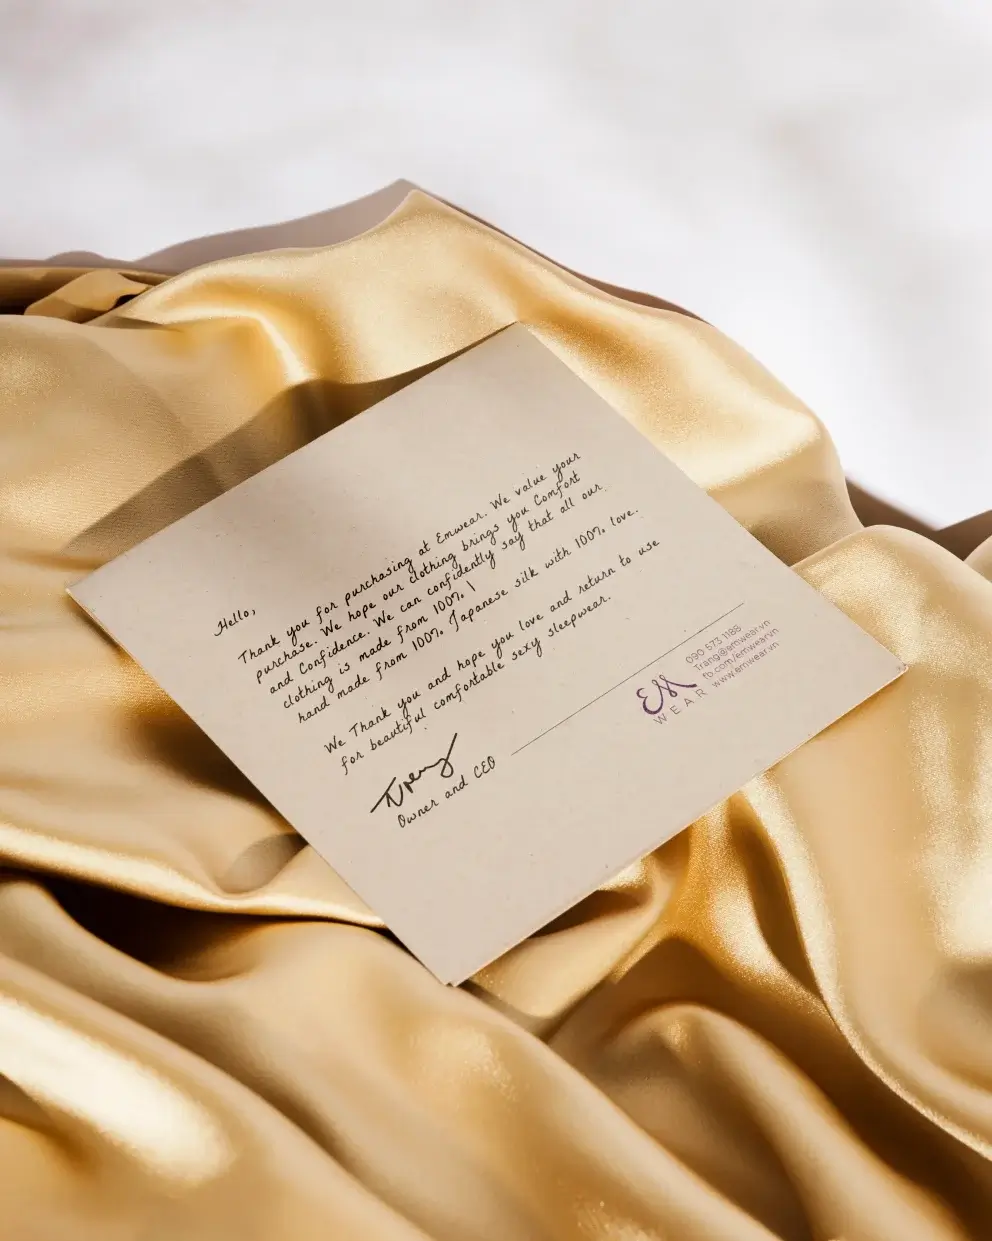 Hello,
Thank you for purchasing at Emwear. We value your
purchase. We hope our clothing brings you Comfort
and Confidence. We can confidently say that all our
clothing is made from 100%
hand made from 100% Japanese silk with 100% love.
We Thank you and hope you love and return to use
for beautiful comfortable sexy sleepwear.
Owner and CEO
EM
WEAR
090 573 1188
Trang@emwear.vn
fb.com/emwear.vn
www.emwear.vn